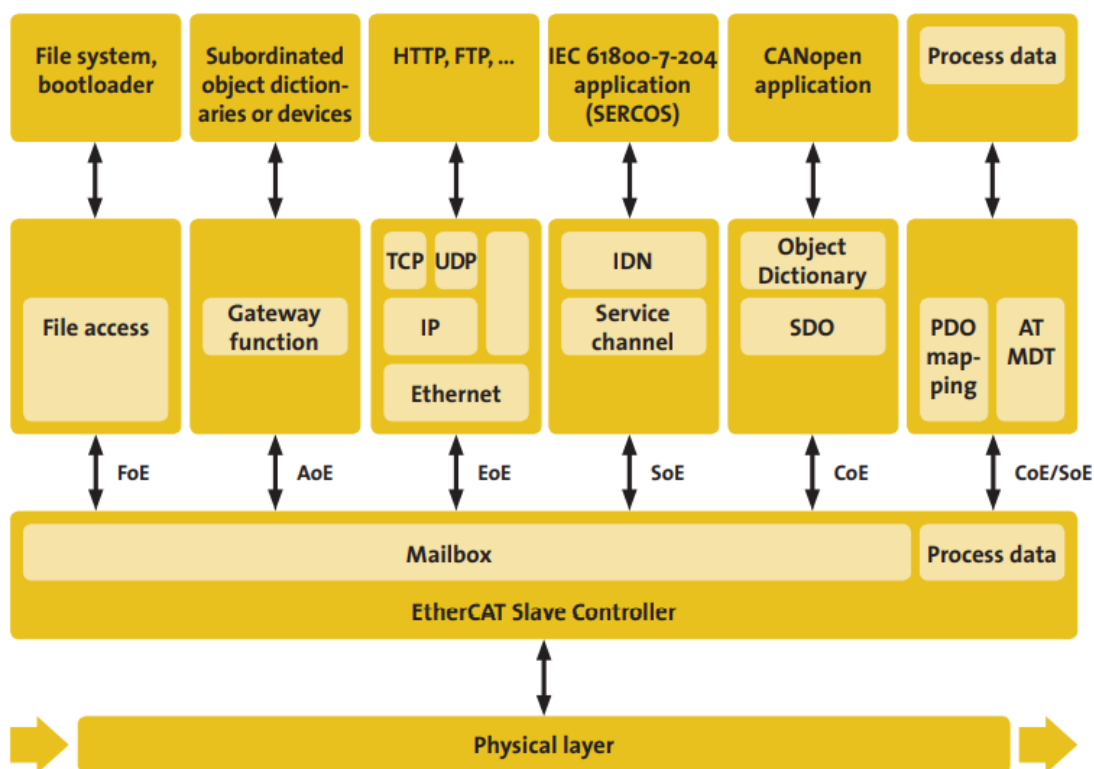 File system,
bootloader
Subordinated
object diction-
aries or devices
HTTP, FTP, ...
IEC 61800-7-204
application
(SERCOS)
CANopen
application
Process data
File access
Gateway
function
TCP
UDP
IP
Ethernet
IDN
Service
channel
Object
Dictionary
SDO
PDO
map-
ping
AT
MDT
FoE
AoE
EoE
SoE
CoE
CoE/SoE
Mailbox
Process data
EtherCAT Slave Controller
Physical layer